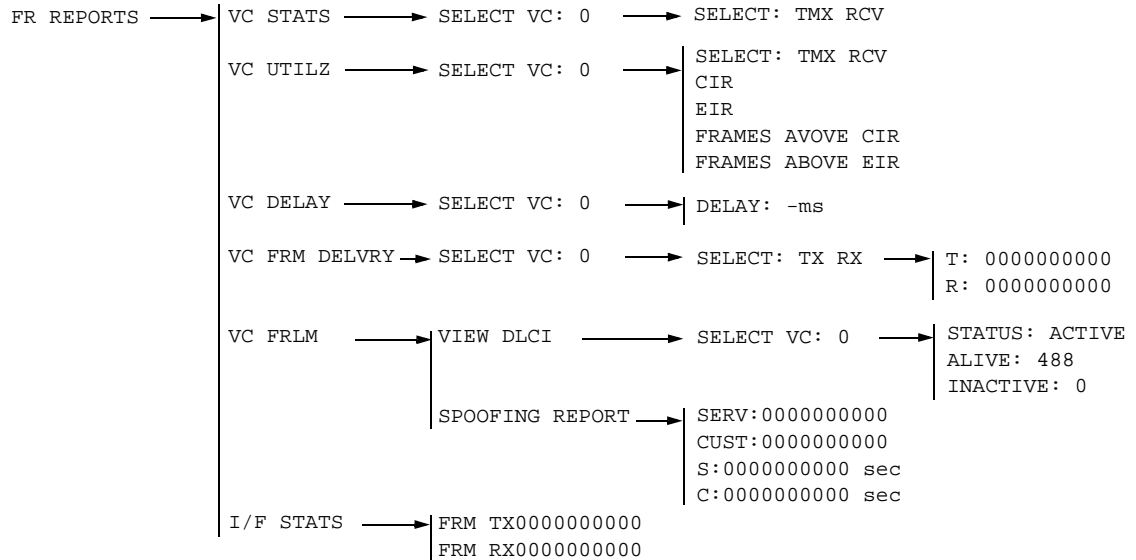 FR REPORTS VC STATS SELECT VC: 0 SELECT: TMX RCV
VC UTILZ SELECT VC: 0 SELECT: TMX RCV
CIR
EIR
FRAMES AVOVE CIR
FRAMES ABOVE EIR
VC DELAY SELECT VC: 0 DELAY: -ms
VC FRM DELVRY SELECT VC: 0 SELECT: TX RX T: 0000000000
R: 0000000000
VC FRLM VIEW DLCI SELECT VC: 0 STATUS: ACTIVE
ALIVE: 488
INACTIVE: 0
SPOOFING REPORT SERV:0000000000
CUST:0000000000
S:0000000000 sec
C:0000000000 sec
I/F STATS FRM TX0000000000
FRM RX0000000000